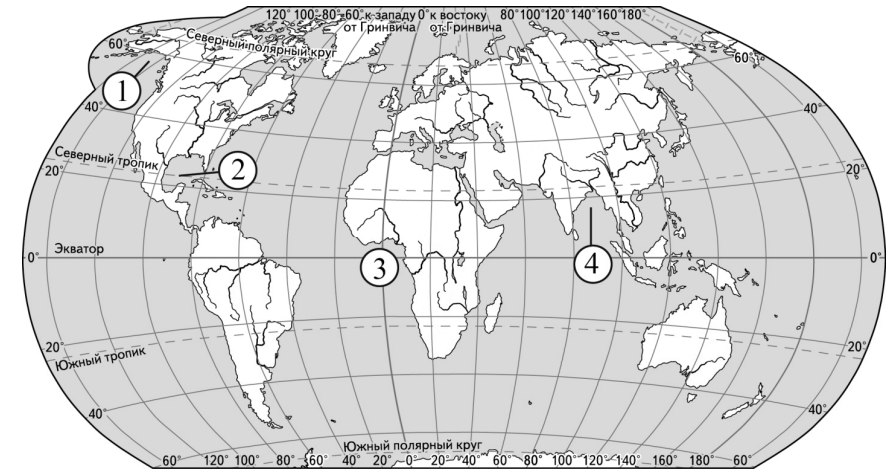 120° 100° 80° 60° к западу 0° к востоку 80° 100° 120° 140° 160° 180°
от Гринвича от Гринвича
Северный полярный круг
60° 60°
1
40° 40°
Северный тропик
20° 20°
2
Экватор
0° 0°
3
4
20° 20°
Южный тропик
40° 40°
Южный полярный круг
60° 120° 100° 80° 60° 40° 20° 0° 20° 40° 60° 80° 100° 120° 140° 160° 180° 60°